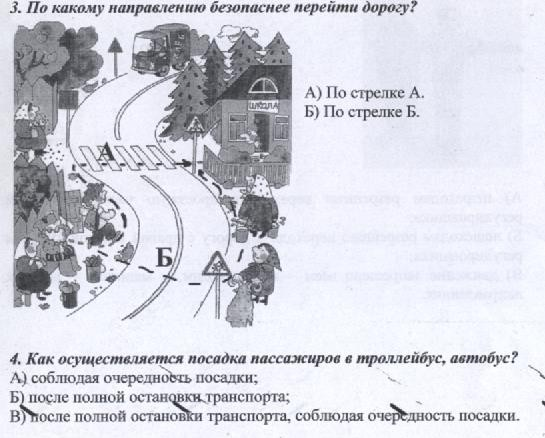 3. По какому направлению безопаснее перейти дорогу?
ШКОЛА
А) По стрелке А.
Б) По стрелке Б.
А
Б
4. Как осуществляется посадка пассажиров в троллейбус, автобус?
А) соблюдая очередность посадки;
Б) после полной остановки транспорта;
В) после полной остановки транспорта, соблюдая очередность посадки.